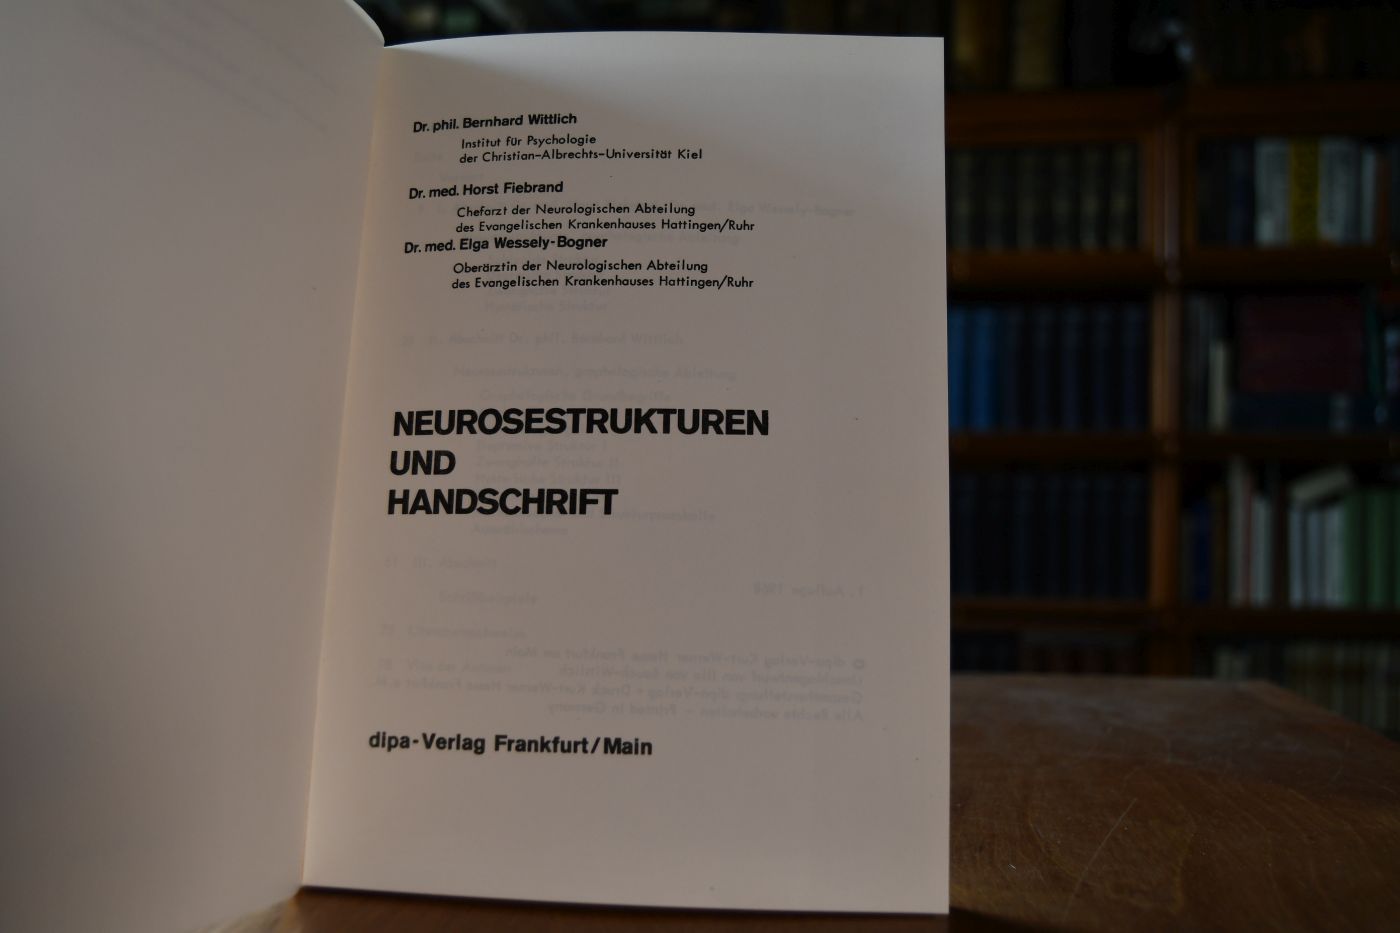 Dr. phil. Bernhard Wittlich
Institut für Psychologie
der Christian-Albrechts-Universität Kiel
Dr. med. Horst Fiebrand
Chefarzt der Neurologischen Abteilung
des Evangelischen Krankenhauses Hattingen/Ruhr
Dr. med. Elga Wessely-Bogner
Oberärztin der Neurologischen Abteilung
des Evangelischen Krankenhauses Hattingen/Ruhr
NEUROSESTRUKTUREN
UND
HANDSCHRIFT
dipa-Verlag Frankfurt/Main